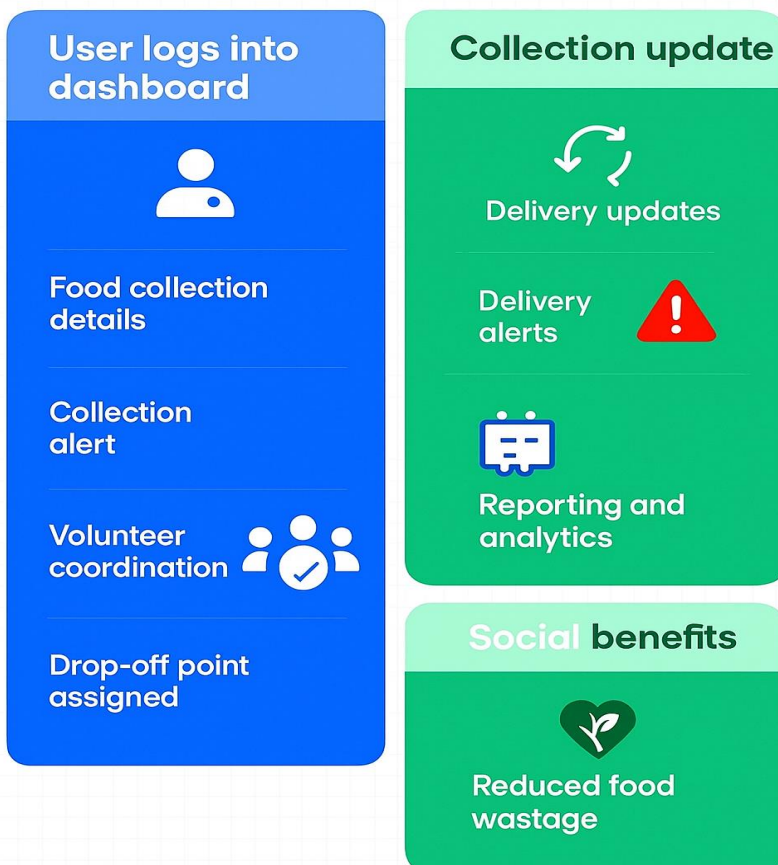 User logs into
dashboard
Food collection
details
Collection
alert
Volunteer
coordination
Drop-off point
assigned
Collection update
Delivery updates
Delivery
alerts
Reporting and
analytics
Social benefits
Reduced food
wastage